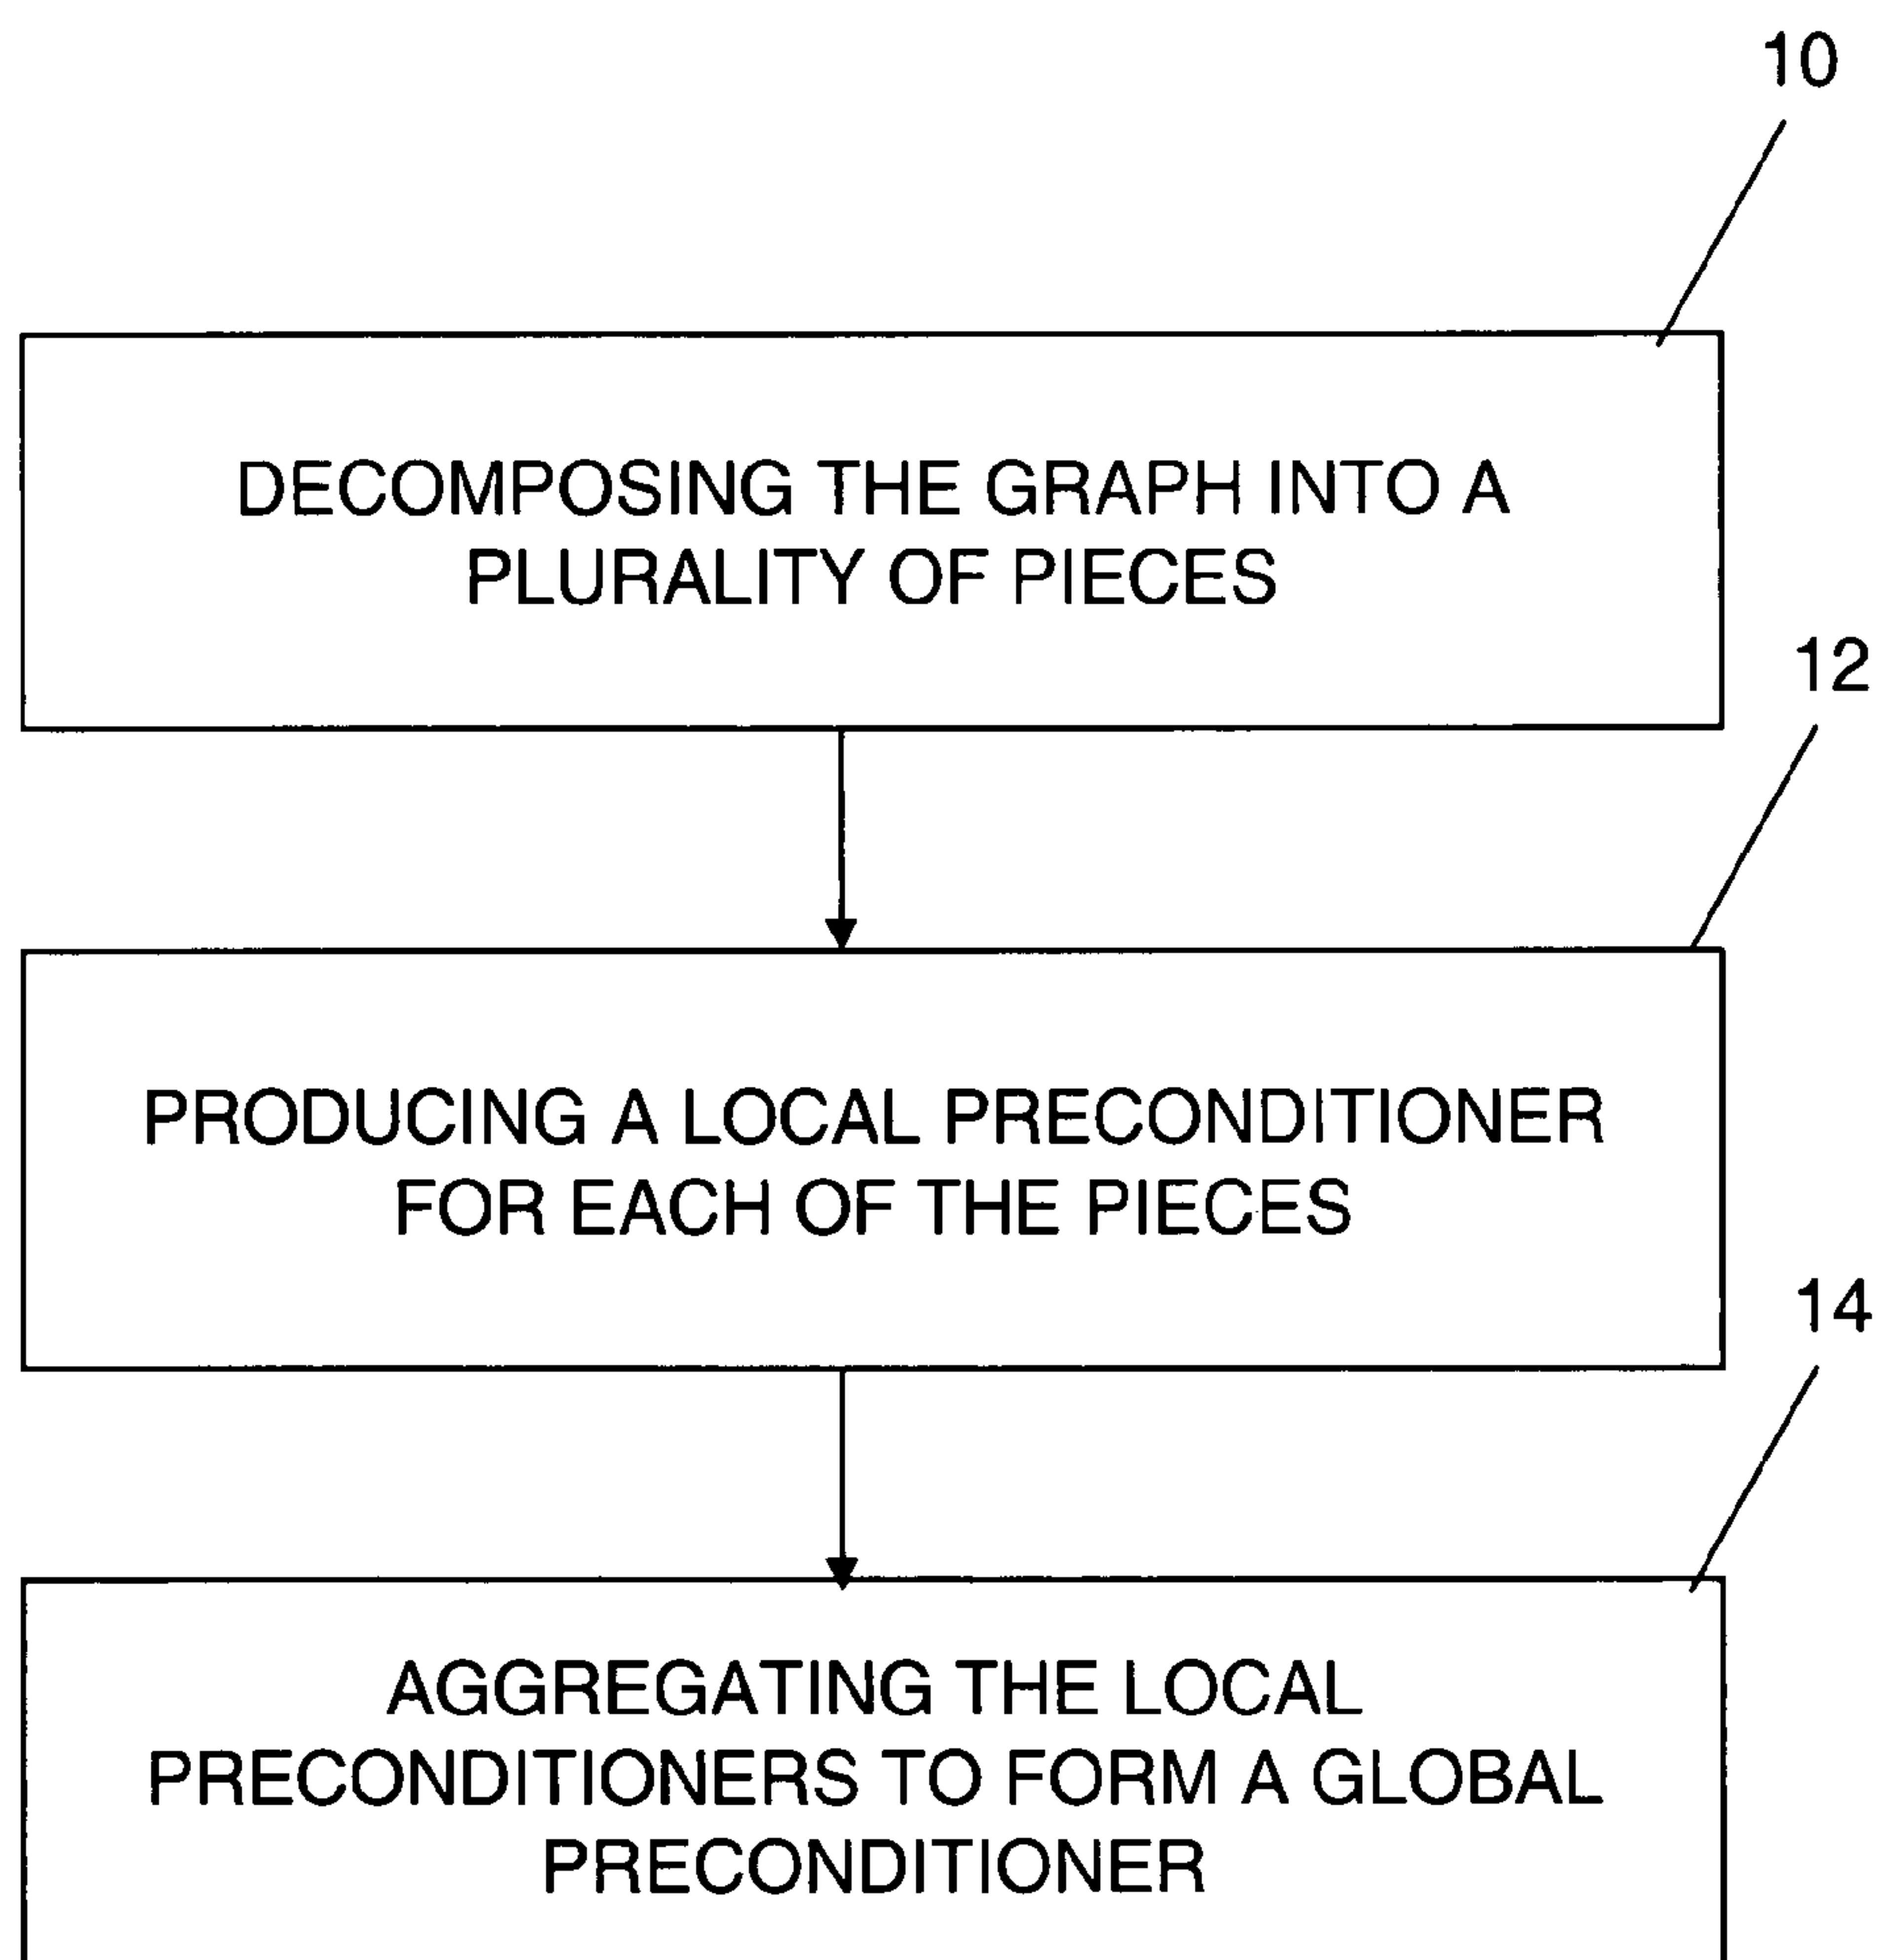 10
DECOMPOSING THE GRAPH INTO A
PLURALITY OF PIECES
12
PRODUCING A LOCAL PRECONDITIONER
FOR EACH OF THE PIECES
14
AGGREGATING THE LOCAL
PRECONDITIONERS TO FORM A GLOBAL
PRECONDITIONER